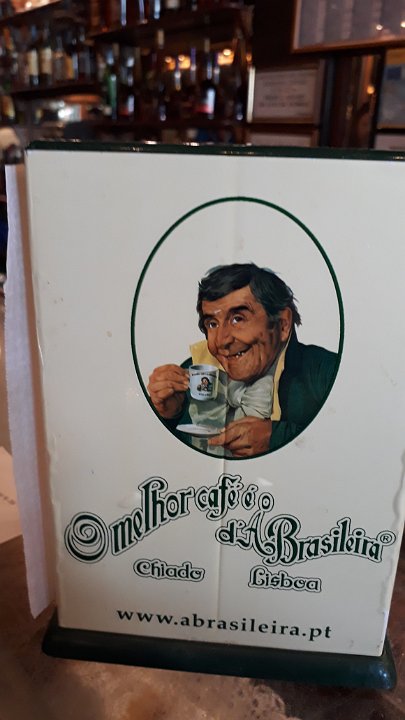 O melhor café é o
d'A Brasileira®
Chiado Lisboa
www.abrasileira.pt